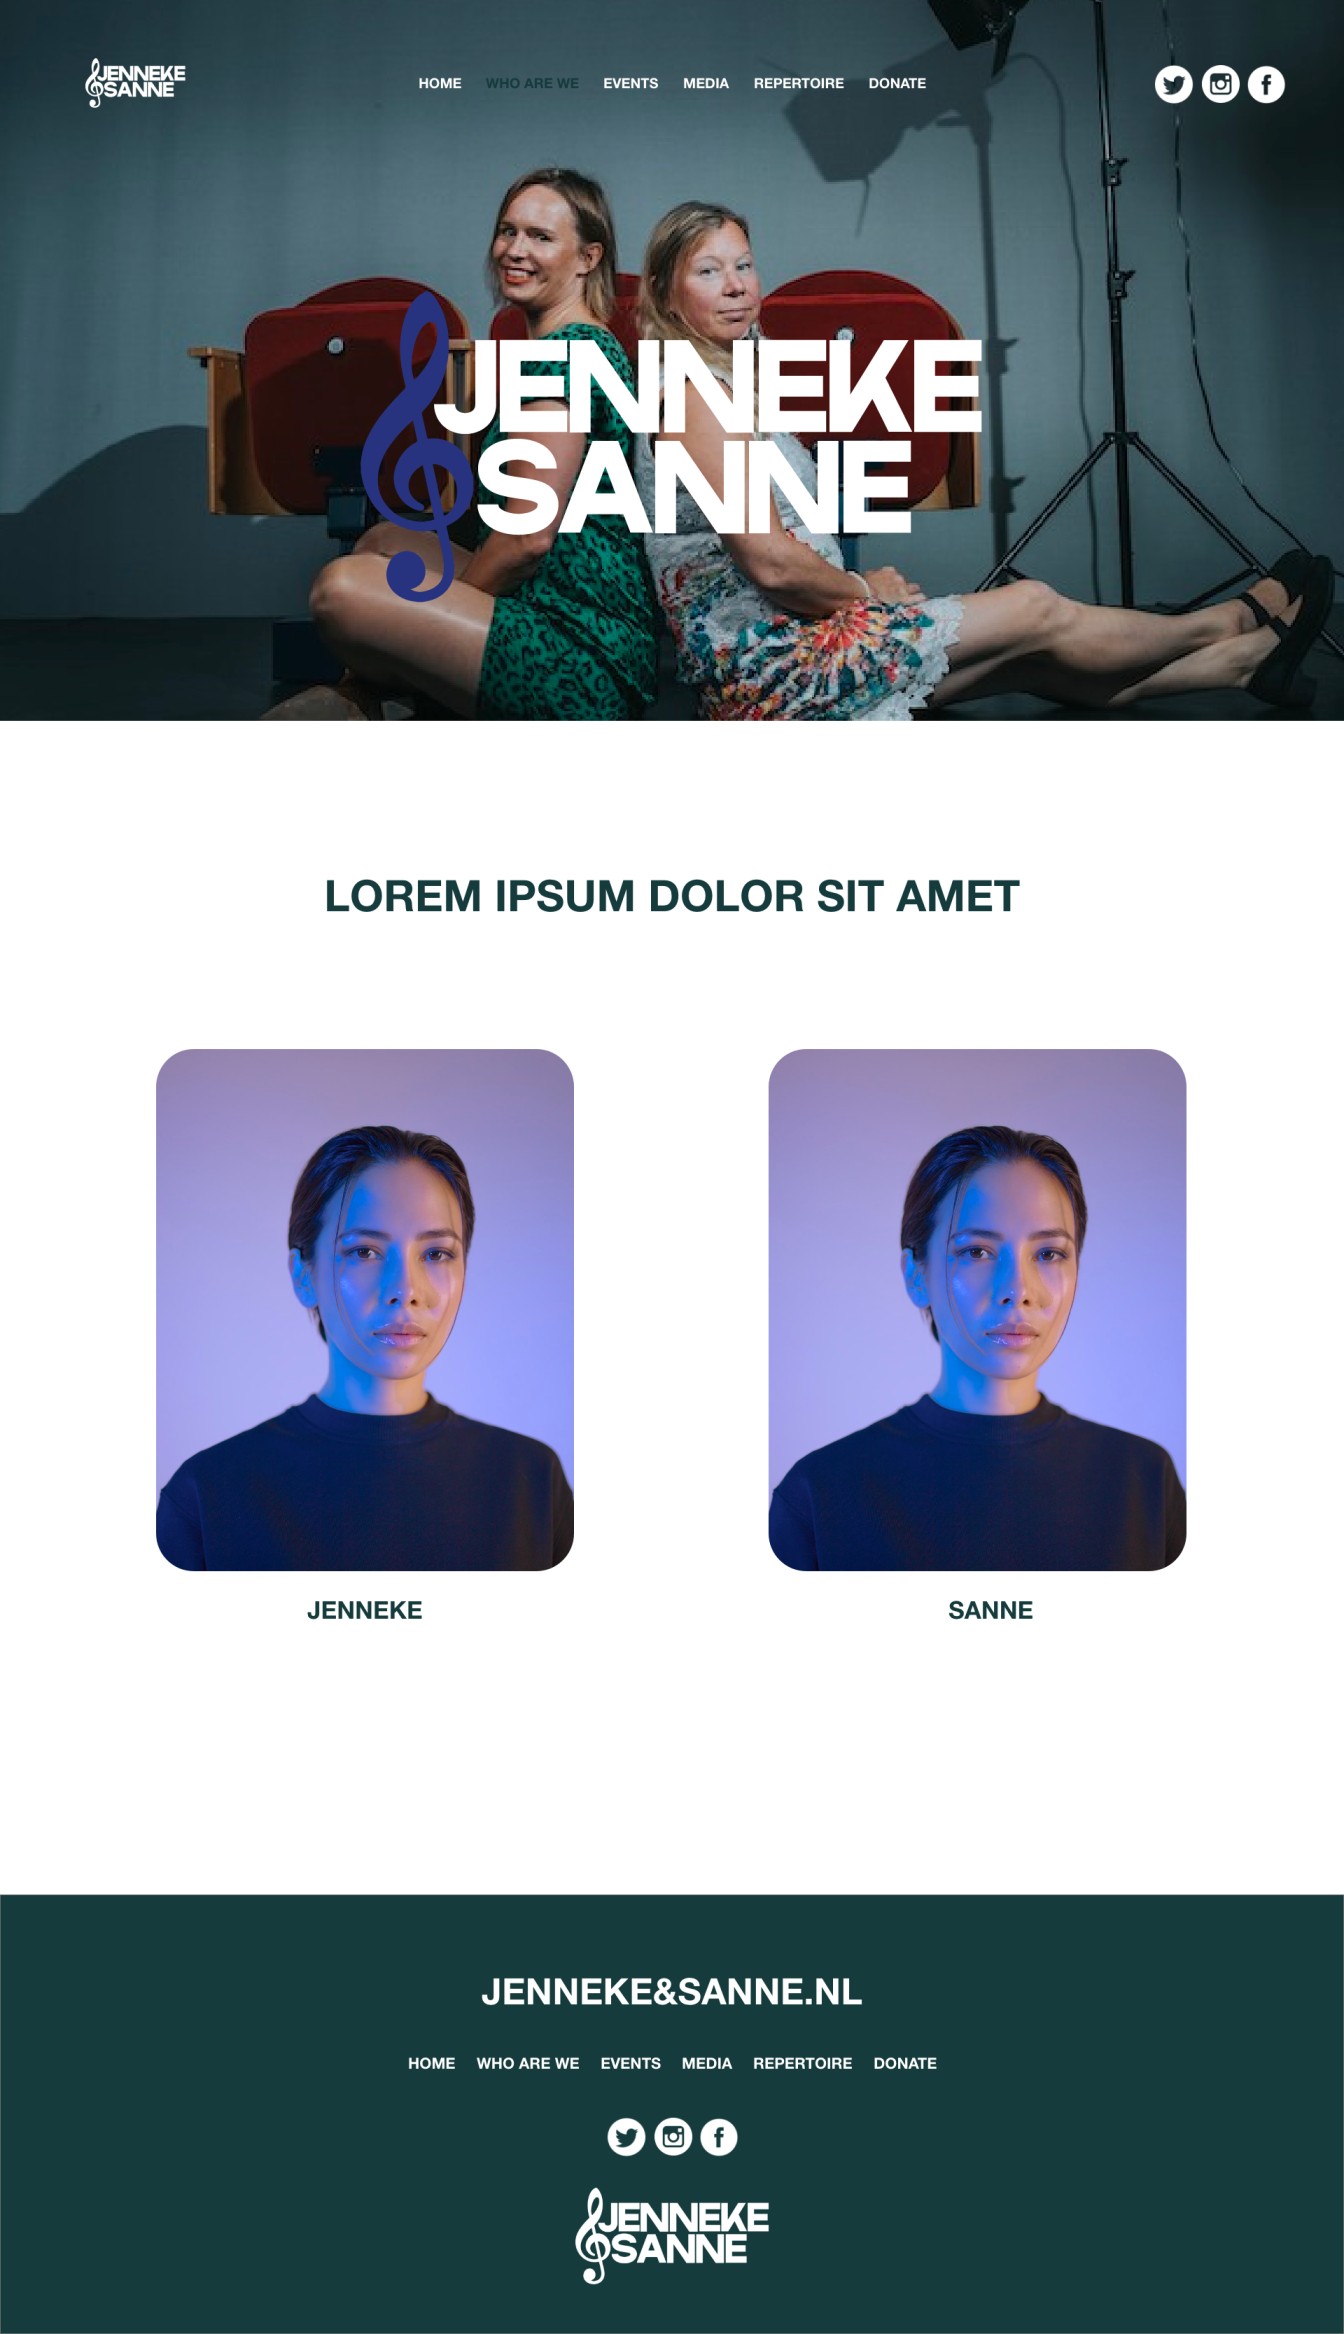 JENNEKE
SANNE
HOME WHO ARE WE EVENTS MEDIA REPERTOIRE DONATE
JENNEKE
SANNE
LOREM IPSUM DOLOR SIT AMET
JENNEKE SANNE
JENNEKE&SANNE.NL
HOME WHO ARE WE EVENTS MEDIA REPERTOIRE DONATE
JENNEKE
SANNE